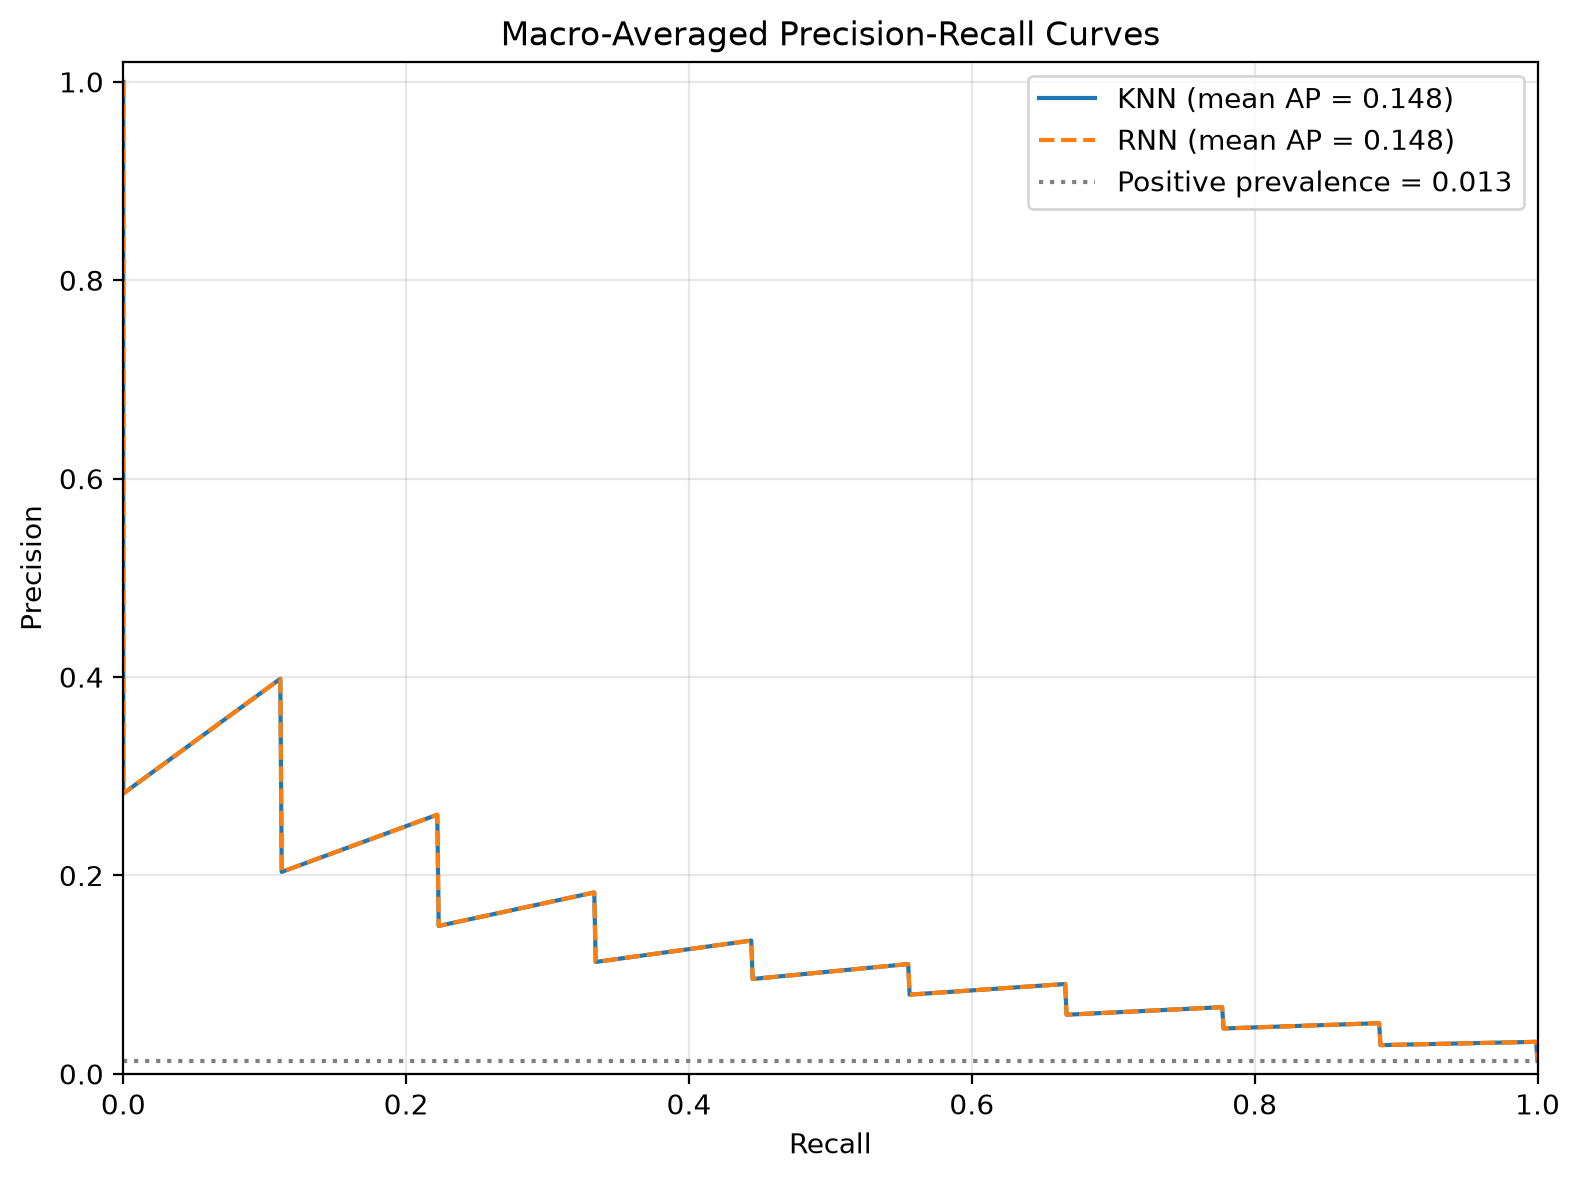 Macro-Averaged Precision-Recall Curves
KNN (mean AP = 0.148)
RNN (mean AP = 0.148)
Positive prevalence = 0.013
Precision
1.0
0.8
0.6
0.4
0.2
0.0
0.0 0.2 0.4 0.6 0.8 1.0
Recall